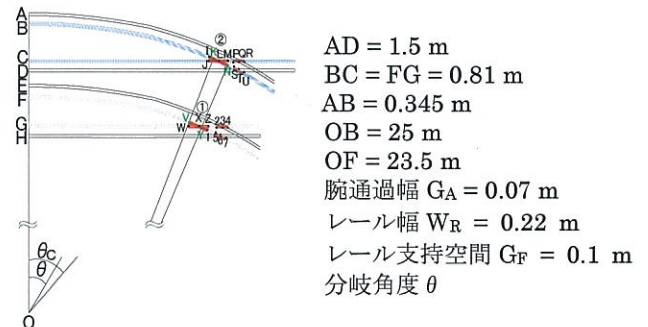 A
B
C
D
E
F
G
H
②
①
J
LMPQR
N
U
V
W
X
Z
234
θC
θ
O
AD = 1.5 m
BC = FG = 0.81 m
AB = 0.345 m
OB = 25 m
OF = 23.5 m
腕通過幅 GA = 0.07 m
レール幅 WR = 0.22 m
レール支持空間 GF = 0.1 m
分岐角度 θ